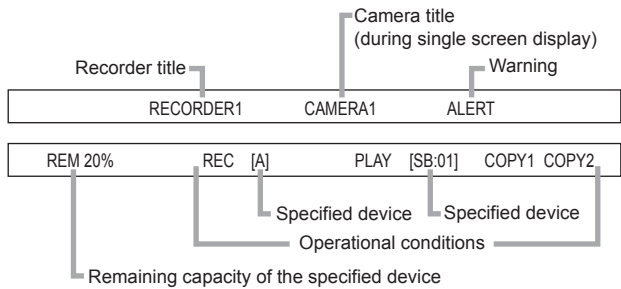 Camera title
(during single screen display)
Recorder title
Warning
RECORDER1 CAMERA1 ALERT
REM 20% REC [A] PLAY [SB:01] COPY1 COPY2
Specified device Specified device
Operational conditions
Remaining capacity of the specified device